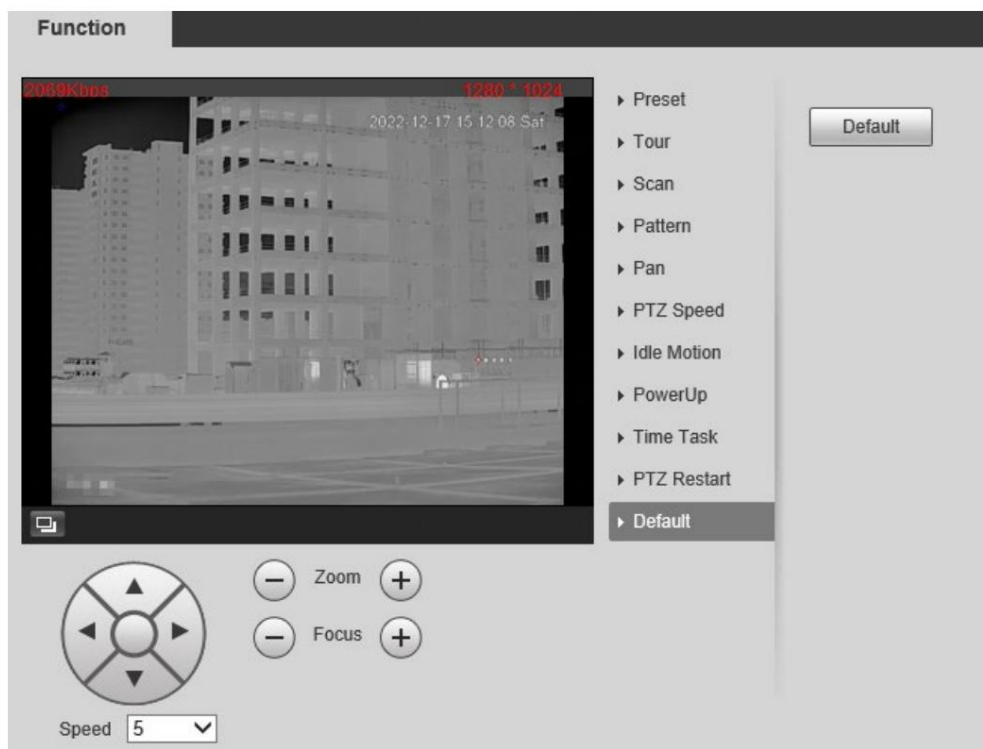 Function
2069Kbps 1280 * 1024
2022-12-17 15 12 08 Sat
Preset
Tour
Scan
Pattern
Pan
PTZ Speed
Idle Motion
PowerUp
Time Task
PTZ Restart
Default
Default
Zoom
Focus
Speed 5